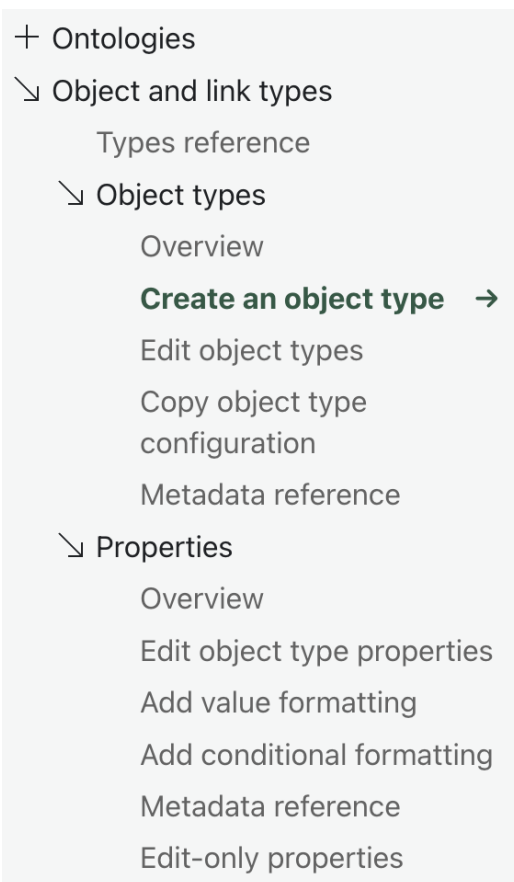 Ontologies
Object and link types
Types reference
Object types
Overview
Create an object type
Edit object types
Copy object type
configuration
Metadata reference
Properties
Overview
Edit object type properties
Add value formatting
Add conditional formatting
Metadata reference
Edit-only properties